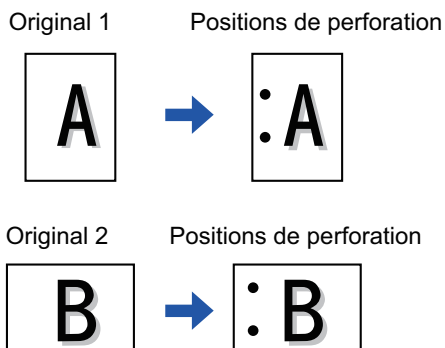 Original 1 Positions de perforation
A A
Original 2 Positions de perforation
B B